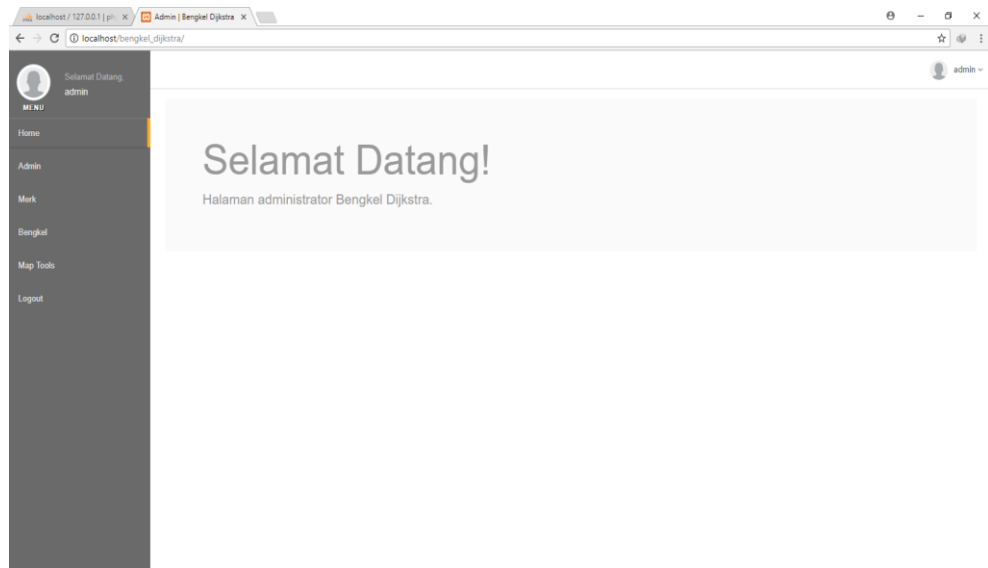 localhost / 127.0.0.1 | ph
Admin | Bengkel Dijkstra
localhost/bengkel_dijkstra/
Selamat Datang,
admin
MENU
admin
Home
Admin
Merk
Bengkel
Map Tools
Logout
Selamat Datang!
Halaman administrator Bengkel Dijkstra.